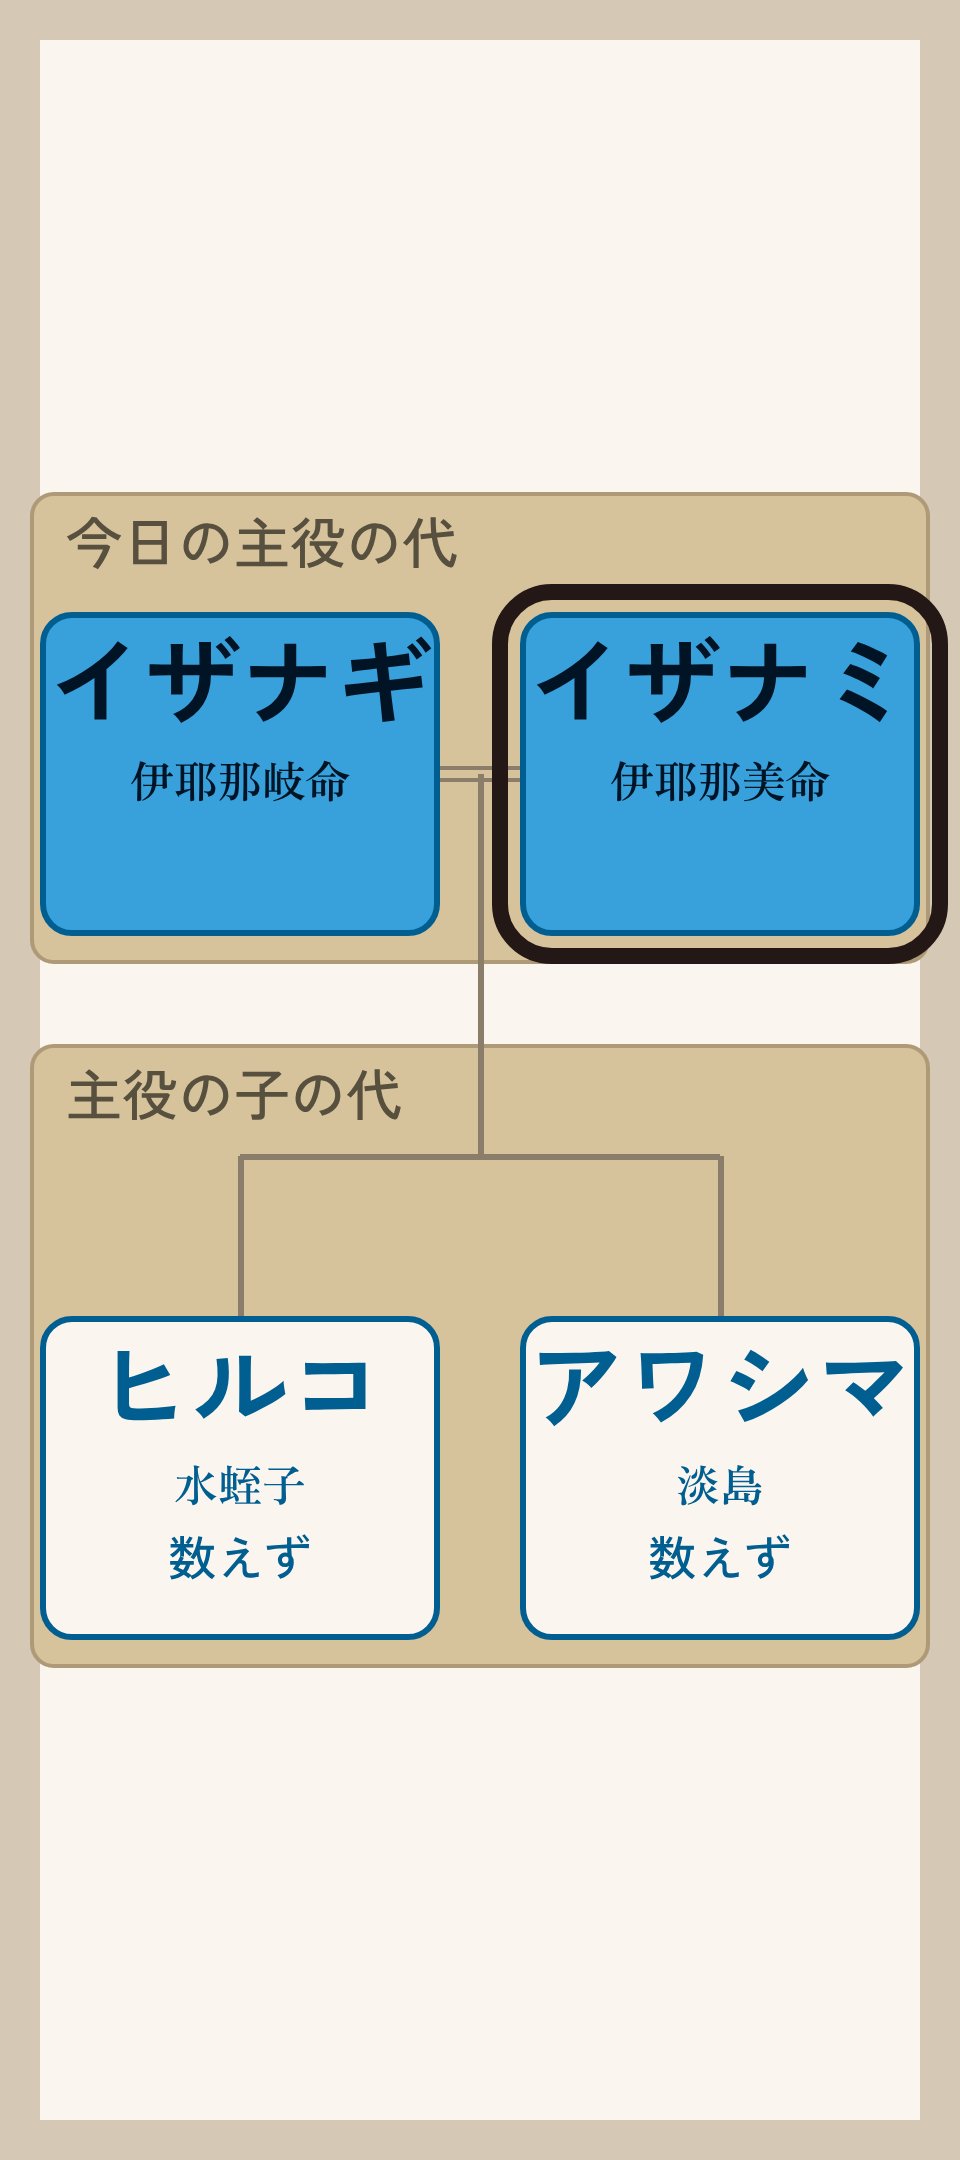 今日の主役の代
イザナギ
伊耶那岐命
イザナミ
伊耶那美命
主役の子の代
ヒルコ
水蛭子
数えず
アワシマ
淡島
数えず